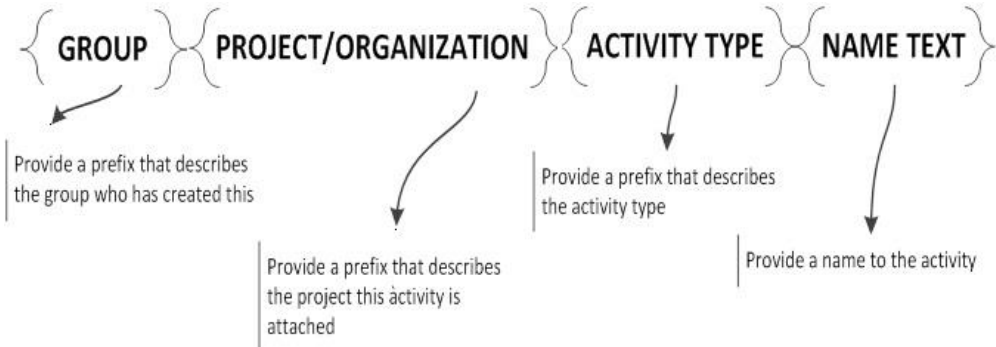 {GROUP}-{PROJECT/ORGANIZATION}-{ACTIVITY TYPE}-{NAME TEXT}
Provide a prefix that describes
the group who has created this
Provide a prefix that describes
the project this àctivity is
attached
Provide a prefix that describes
the activity type
Provide a name to the activity